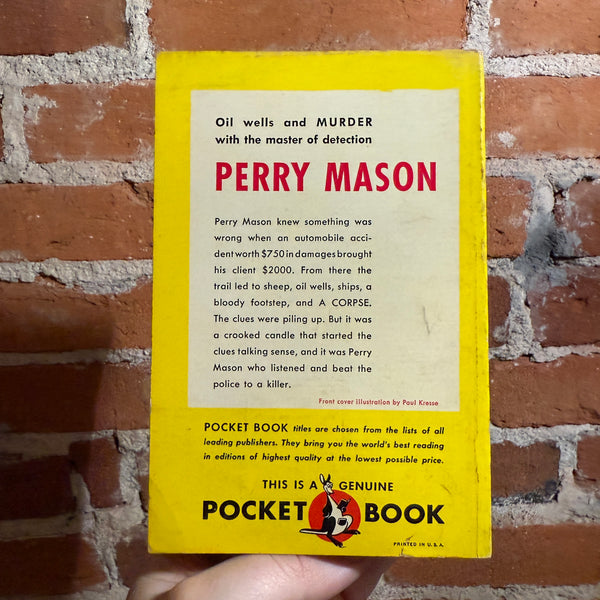 Oil wells and MURDER
with the master of detection
PERRY MASON
Perry Mason knew something was
wrong when an automobile acci-
dent worth $750 in damages brought
his client $2000. From there the
trail led to sheep, oil wells, ships, a
bloody footstep, and A CORPSE.
The clues were piling up. But it was
a crooked candle that started the
clues talking sense, and it was Perry
Mason who listened and beat the
police to a killer.
Front cover illustration by Paul Kresse
POCKET BOOK titles are chosen from the lists of all
leading publishers. They bring you the world's best reading
in editions of highest quality at the lowest possible price.
THIS IS A GENUINE
POCKET BOOK
PRINTED IN U.S.A.